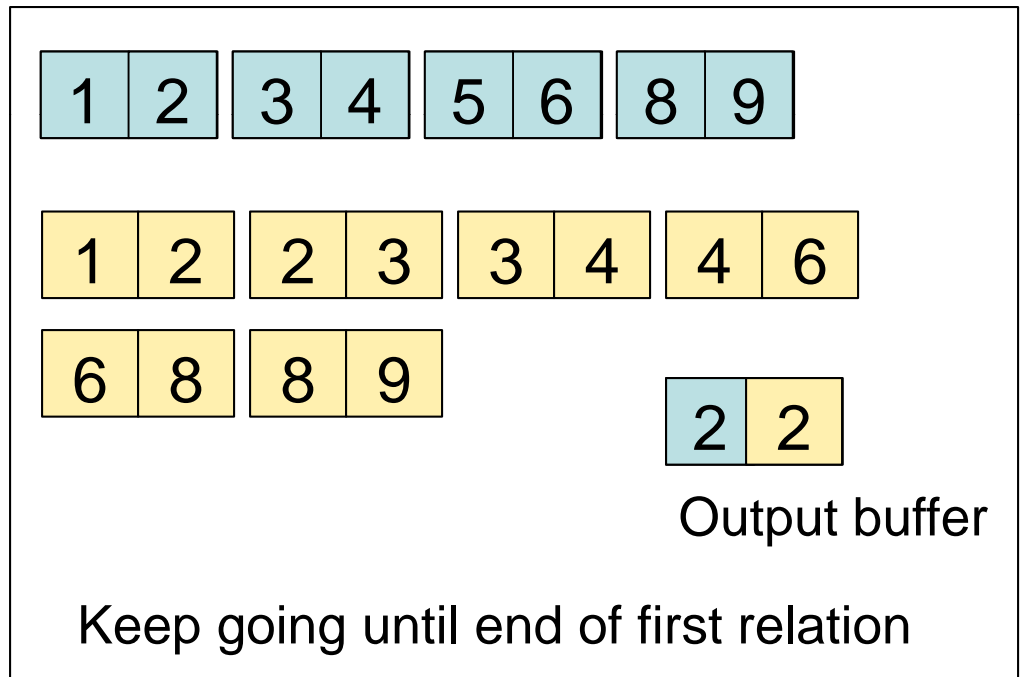 1 2 3 4 5 6 8 9
1 2 2 3 3 4 4 6
6 8 8 9
2 2
Output buffer
Keep going until end of first relation